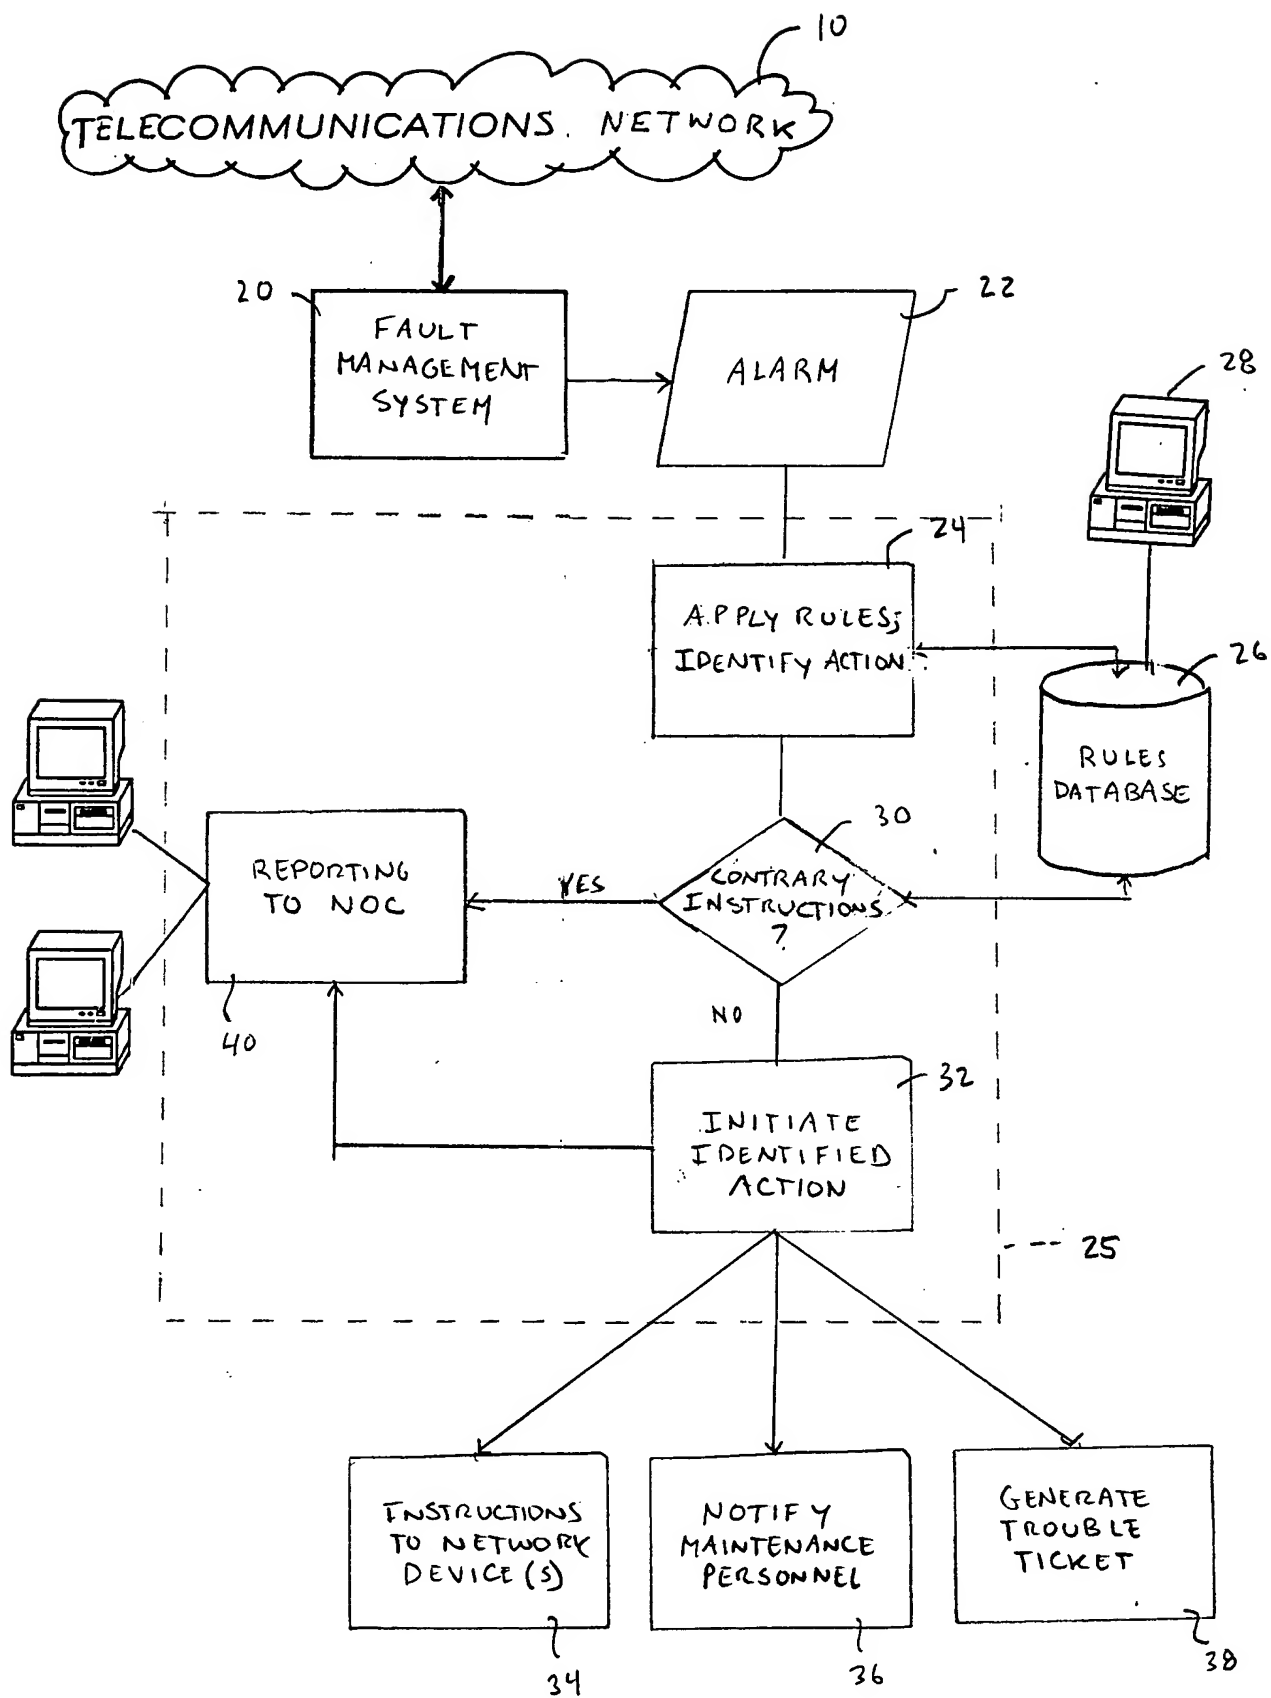 10
TELECOMMUNICATIONS NETWORK
20
FAULT
MANAGEMENT
SYSTEM
22
ALARM
28
24
APPLY RULES;
IDENTIFY ACTION
26
RULES
DATABASE
30
CONTRARY
INSTRUCTIONS
?
YES
REPORTING
TO NOC
40
NO
32
INITIATE
IDENTIFIED
ACTION
25
INSTRUCTIONS
TO NETWORK
DEVICE(S)
34
NOTIFY
MAINTENANCE
PERSONNEL
36
GENERATE
TROUBLE
TICKET
38